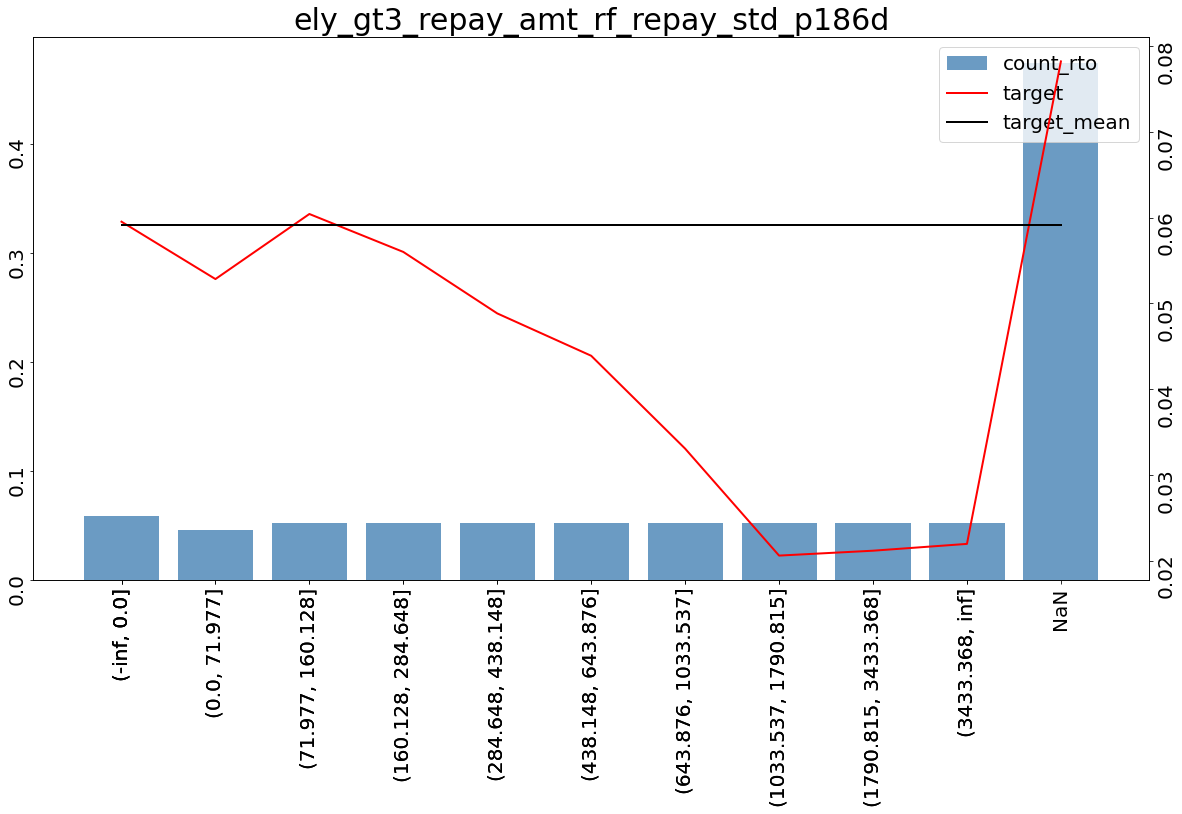 ely_gt3_repay_amt_rf_repay_std_p186d
count_rto
target
target_mean
0.4
0.3
0.2
0.1
0.0
0.08
0.07
0.06
0.05
0.04
0.03
0.02
(-inf, 0.0]
(0.0, 71.977]
(71.977, 160.128]
(160.128, 284.648]
(284.648, 438.148]
(438.148, 643.876]
(643.876, 1033.537]
(1033.537, 1790.815]
(1790.815, 3433.368]
(3433.368, inf]
NaN